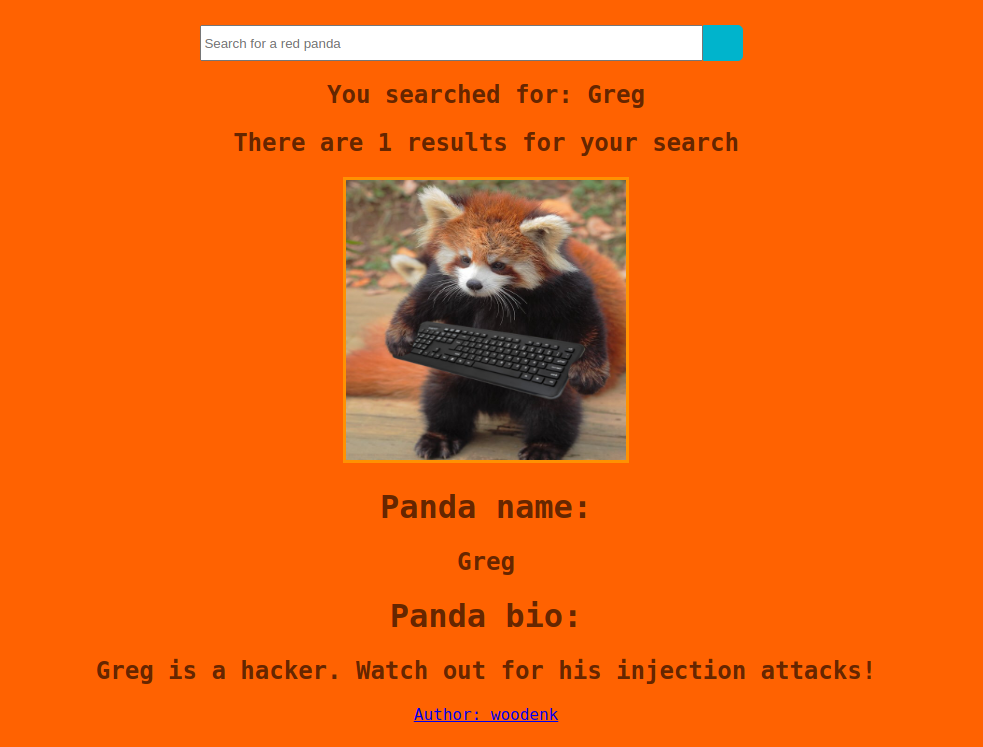 Search for a red panda
You searched for: Greg
There are 1 results for your search
Panda name:
Greg
Panda bio:
Greg is a hacker. Watch out for his injection attacks!
Author: woodenk